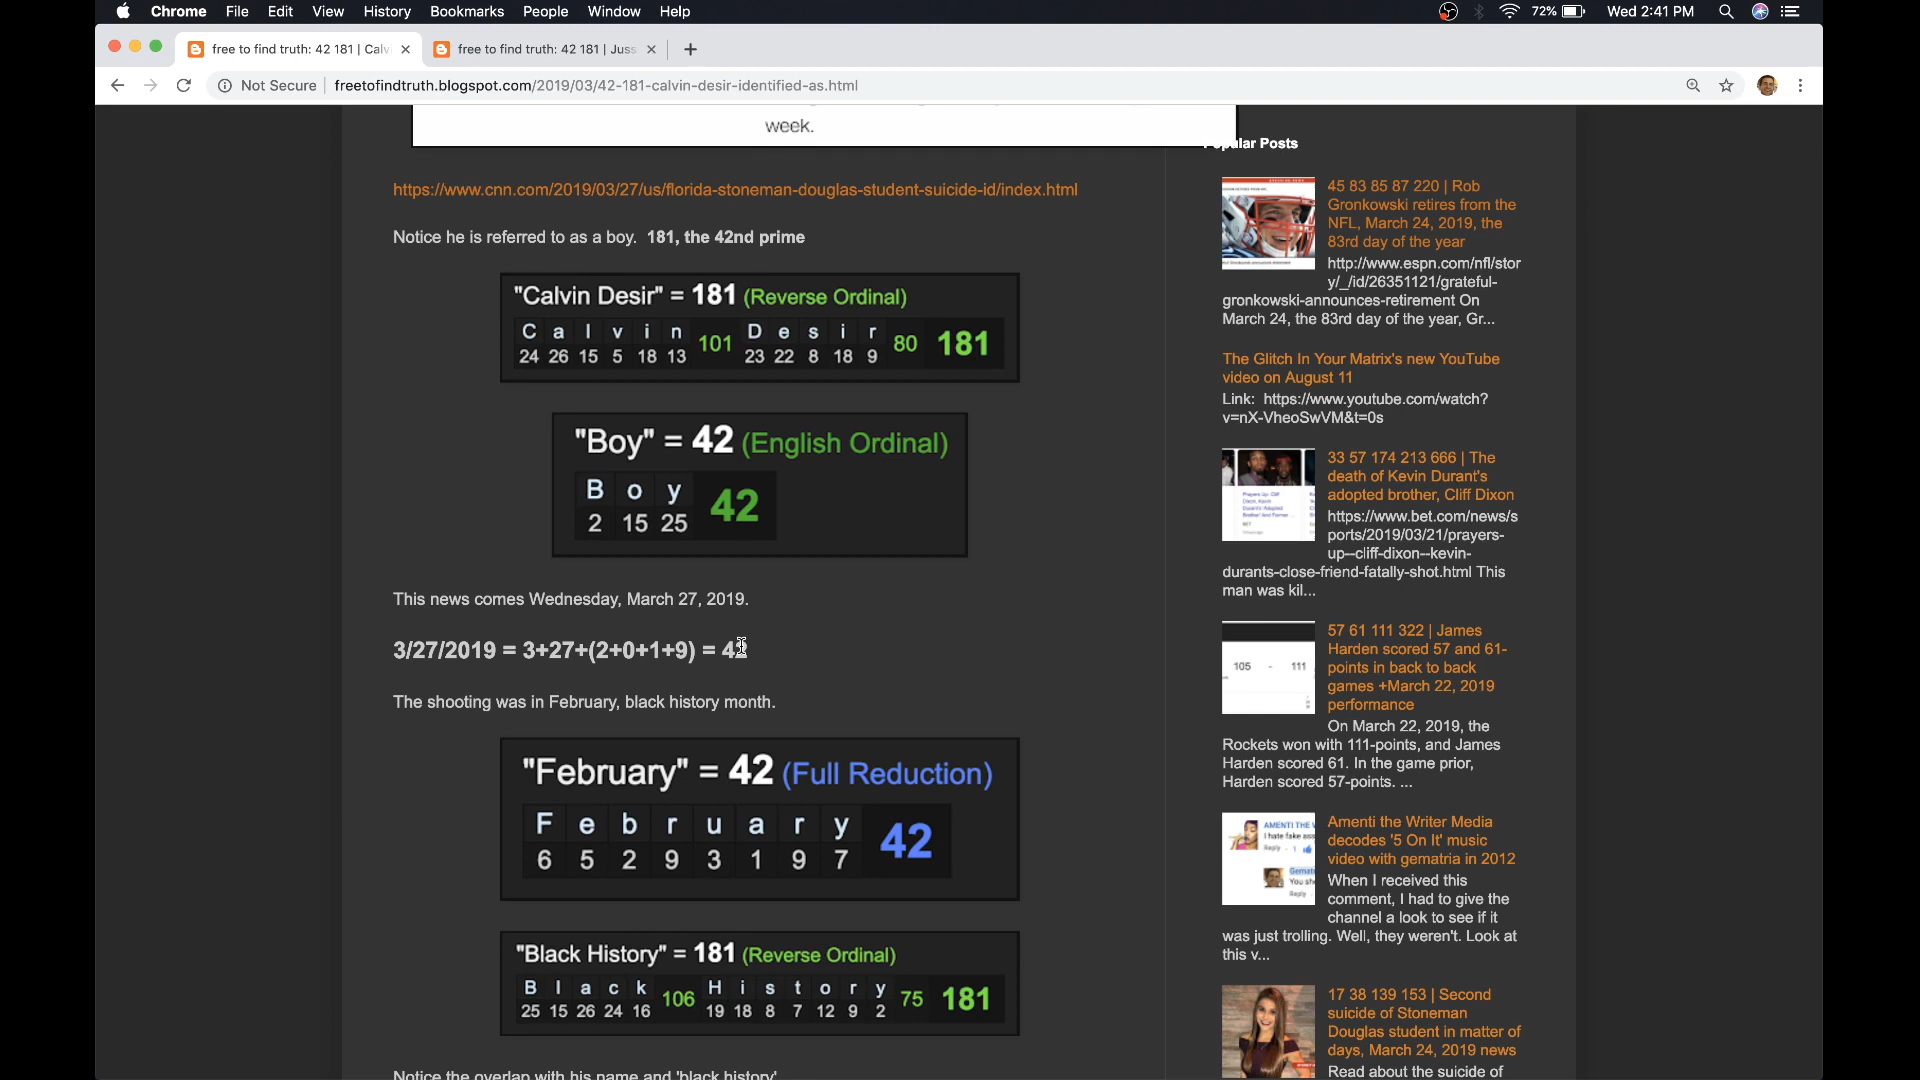 Chrome File Edit View History Bookmarks People Window Help 72% Wed 2:41 PM
free to find truth: 42 181 | Calv free to find truth: 42 181 | Juss
Not Secure freetofindtruth.blogspot.com/2019/03/42-181-calvin-desir-identified-as.html
week.
https://www.cnn.com/2019/03/27/us/florida-stoneman-douglas-student-suicide-id/index.html
Notice he is referred to as a boy. 181, the 42nd prime
"Calvin Desir" = 181 (Reverse Ordinal)
C a l v i n 101 D e s i r 80 181
24 26 15 5 18 13 23 22 8 18 9
"Boy" = 42 (English Ordinal)
B o y 42
2 15 25
This news comes Wednesday, March 27, 2019.
3/27/2019 = 3+27+(2+0+1+9) = 42
The shooting was in February, black history month.
"February" = 42 (Full Reduction)
F e b r u a r y 42
6 5 2 9 3 1 9 7
"Black History" = 181 (Reverse Ordinal)
B l a c k 106 H i s t o r y 75 181
25 15 26 24 16 19 18 8 7 12 9 2
Notice the overlap with his name and 'black history'
Popular Posts
45 83 85 87 220 | Rob
Gronkowski retires from the
NFL, March 24, 2019, the
83rd day of the year
http://www.espn.com/nfl/stor
y/_/id/26351121/grateful-
gronkowski-announces-retirement On
March 24, the 83rd day of the year, Gr...
The Glitch In Your Matrix's new YouTube
video on August 11
Link: https://www.youtube.com/watch?
v=nX-VheoSwVM&t=0s
33 57 174 213 666 | The
death of Kevin Durant's
adopted brother, Cliff Dixon
https://www.bet.com/news/s
ports/2019/03/21/prayers-
up--cliff-dixon--kevin-
durants-close-friend-fatally-shot.html This
man was kil...
105 - 111
57 61 111 322 | James
Harden scored 57 and 61-
points in back to back
games +March 22, 2019
performance
On March 22, 2019, the
Rockets won with 111-points, and James
Harden scored 61. In the game prior,
Harden scored 57-points. ...
AMENTI THE
I hate fake
Reply
You sh
Reply
Amenti the Writer Media
decodes '5 On It' music
video with gematria in 2012
When I received this
comment, I had to give the
channel a look to see if it
was just trolling. Well, they weren't. Look at
this v...
17 38 139 153 | Second
suicide of Stoneman
Douglas student in matter of
days, March 24, 2019 news
Read about the suicide of